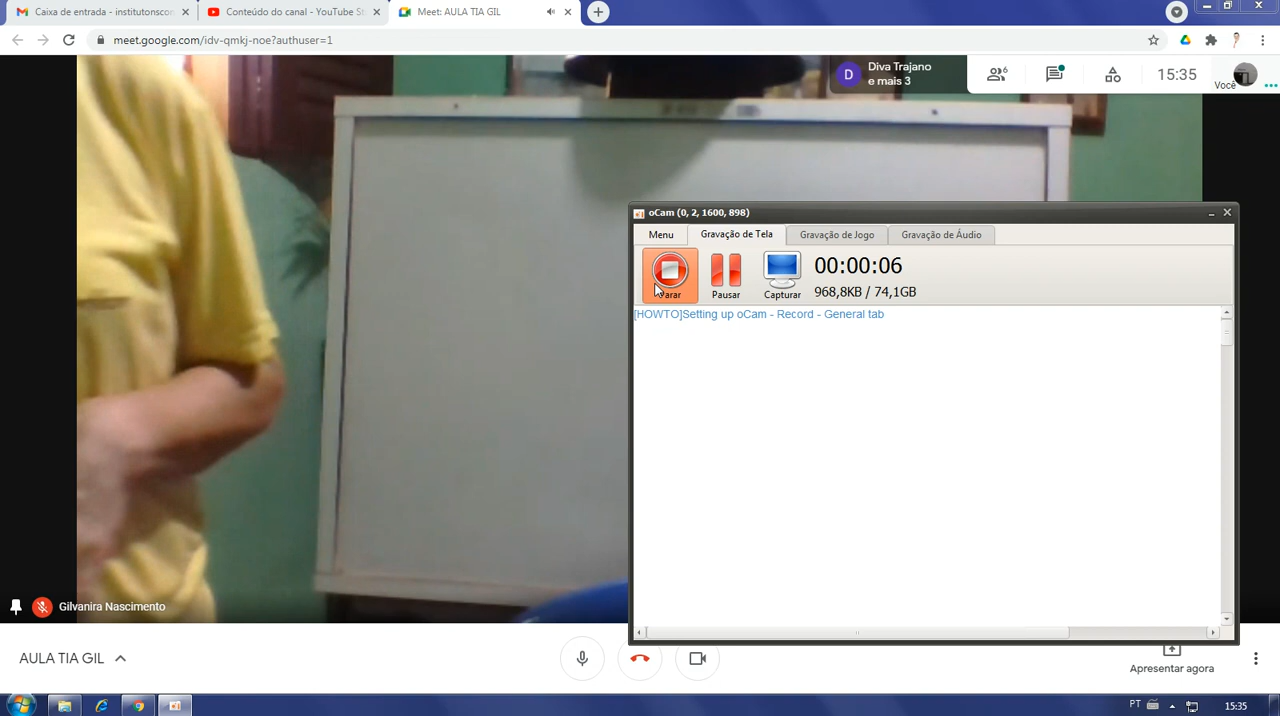 Caixa de entrada - institutonscon
Conteúdo do canal - YouTube St
Meet: AULA TIA GIL
meet.google.com/idv-qmkj-noe?authuser=1
D
Diva Trajano
e mais 3
6
15:35
Você
oCam (0, 2, 1600, 898)
Menu
Gravação de Tela
Gravação de Jogo
Gravação de Áudio
Parar
Pausar
Capturar
00:00:06
968,8KB / 74,1GB
[HOWTO]Setting up oCam - Record - General tab
Gilvanira Nascimento
AULA TIA GIL
Apresentar agora
PT
15:35